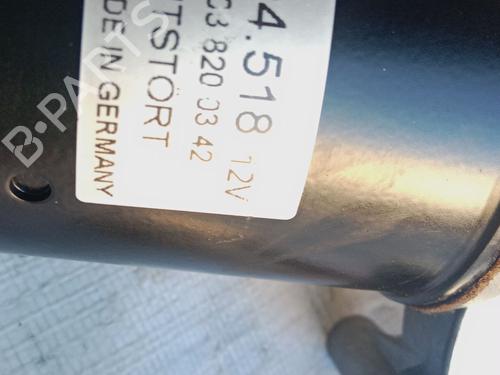 4.518 12V
C3 820 03 42
TSTÖRT
DE IN GERMANY
B-PARTS